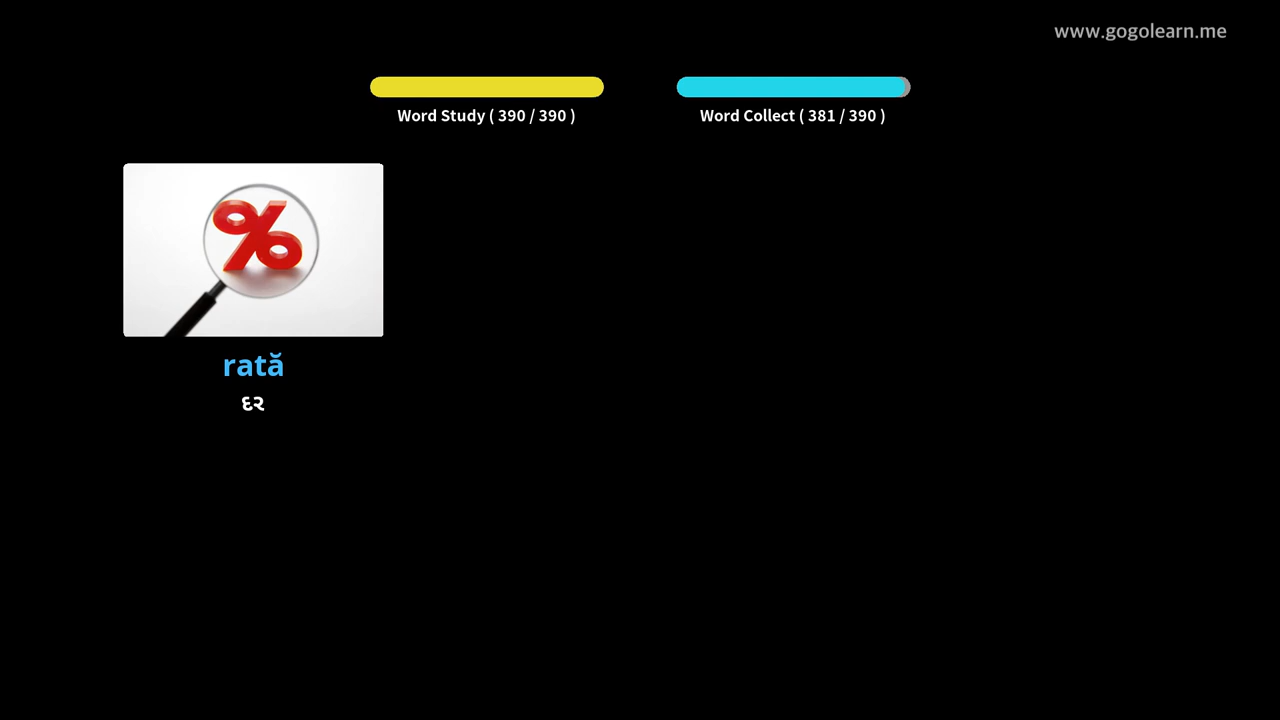 www.gogolearn.me
Word Study ( 390 / 390 )
Word Collect ( 381 / 390 )
%
rată
દર